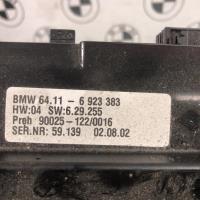 BMW 64.11 - 6 923 383
HW:04 SW:6.29.255
Preh 90025-122/0016
SER.NR: 59.139 02.08.02